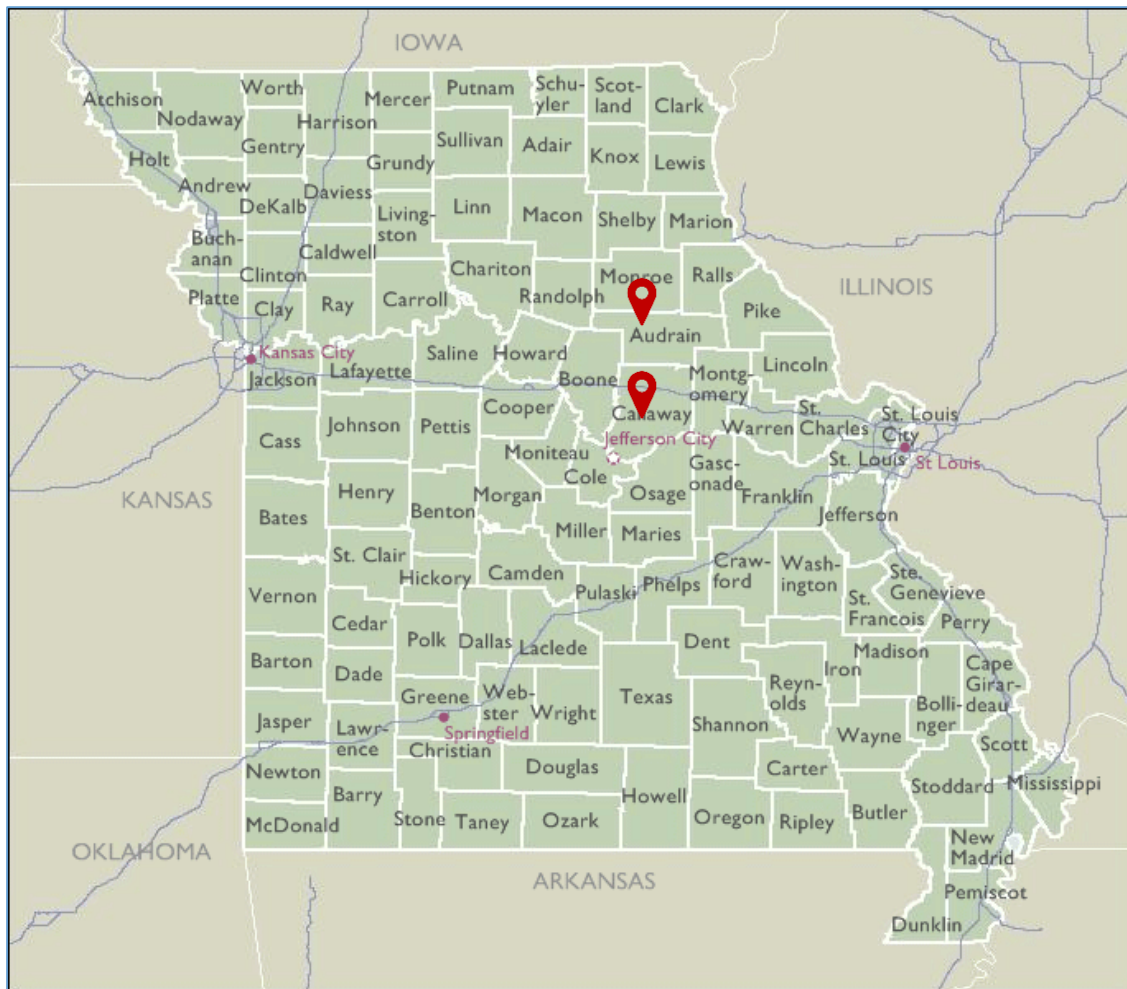 IOWA
Atchison
Nodaway
Worth
Harrison
Mercer
Putnam
Schu-
yler
Scot-
land
Clark
Holt
Gentry
Grundy
Sullivan
Adair
Knox
Lewis
Andrew
DeKalb
Daviess
Living-
ston
Linn
Macon
Shelby
Marion
Buch-
anan
Clinton
Caldwell
Chariton
Randolph
Monroe
Ralls
Platte
Clay
Ray
Carroll
Pike
ILLINOIS
Audrain
Kansas City
Jackson
Lafayette
Saline
Howard
Boone
Callaway
Montg-
omery
Lincoln
Cass
Johnson
Pettis
Cooper
Moniteau
Jefferson City
Cole
Warren
St.
Charles
St. Louis
City
St. Louis
St Louis
KANSAS
Bates
Henry
Benton
Morgan
Miller
Osage
Maries
Gasc-
onade
Franklin
Jefferson
Vernon
St. Clair
Hickory
Camden
Pulaski
Phelps
Craw-
ford
Wash-
ington
Ste.
Genevieve
St.
Francois
Perry
Cedar
Polk
Dallas
Laclede
Dent
Iron
Madison
Cape
Girar-
deau
Barton
Dade
Greene
Web-
ster
Wright
Texas
Reyn-
olds
Bolli-
nger
Jasper
Lawr-
ence
Springfield
Christian
Shannon
Wayne
Scott
Newton
Barry
Douglas
Howell
Carter
Stoddard
Mississippi
McDonald
Stone
Taney
Ozark
Oregon
Ripley
Butler
New
Madrid
OKLAHOMA
ARKANSAS
Pemiscot
Dunklin